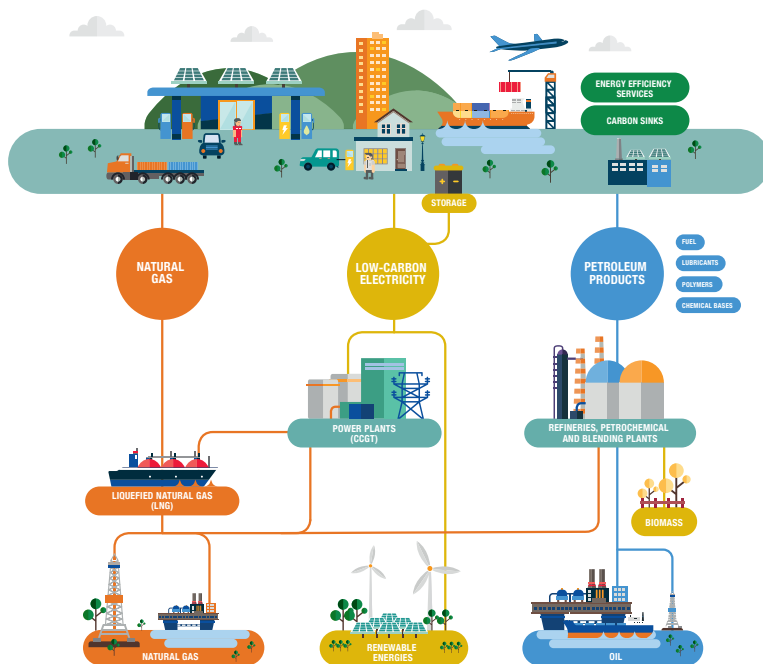 ENERGY EFFICIENCY
SERVICES
CARBON SINKS
STORAGE
NATURAL
GAS
LOW-CARBON
ELECTRICITY
PETROLEUM
PRODUCTS
FUEL
LUBRICANTS
POLYMERS
CHEMICAL BASES
POWER PLANTS
(CCGT)
REFINERIES, PETROCHEMICAL
AND BLENDING PLANTS
LIQUEFIED NATURAL GAS
(LNG)
BIOMASS
NATURAL GAS
RENEWABLE
ENERGIES
OIL